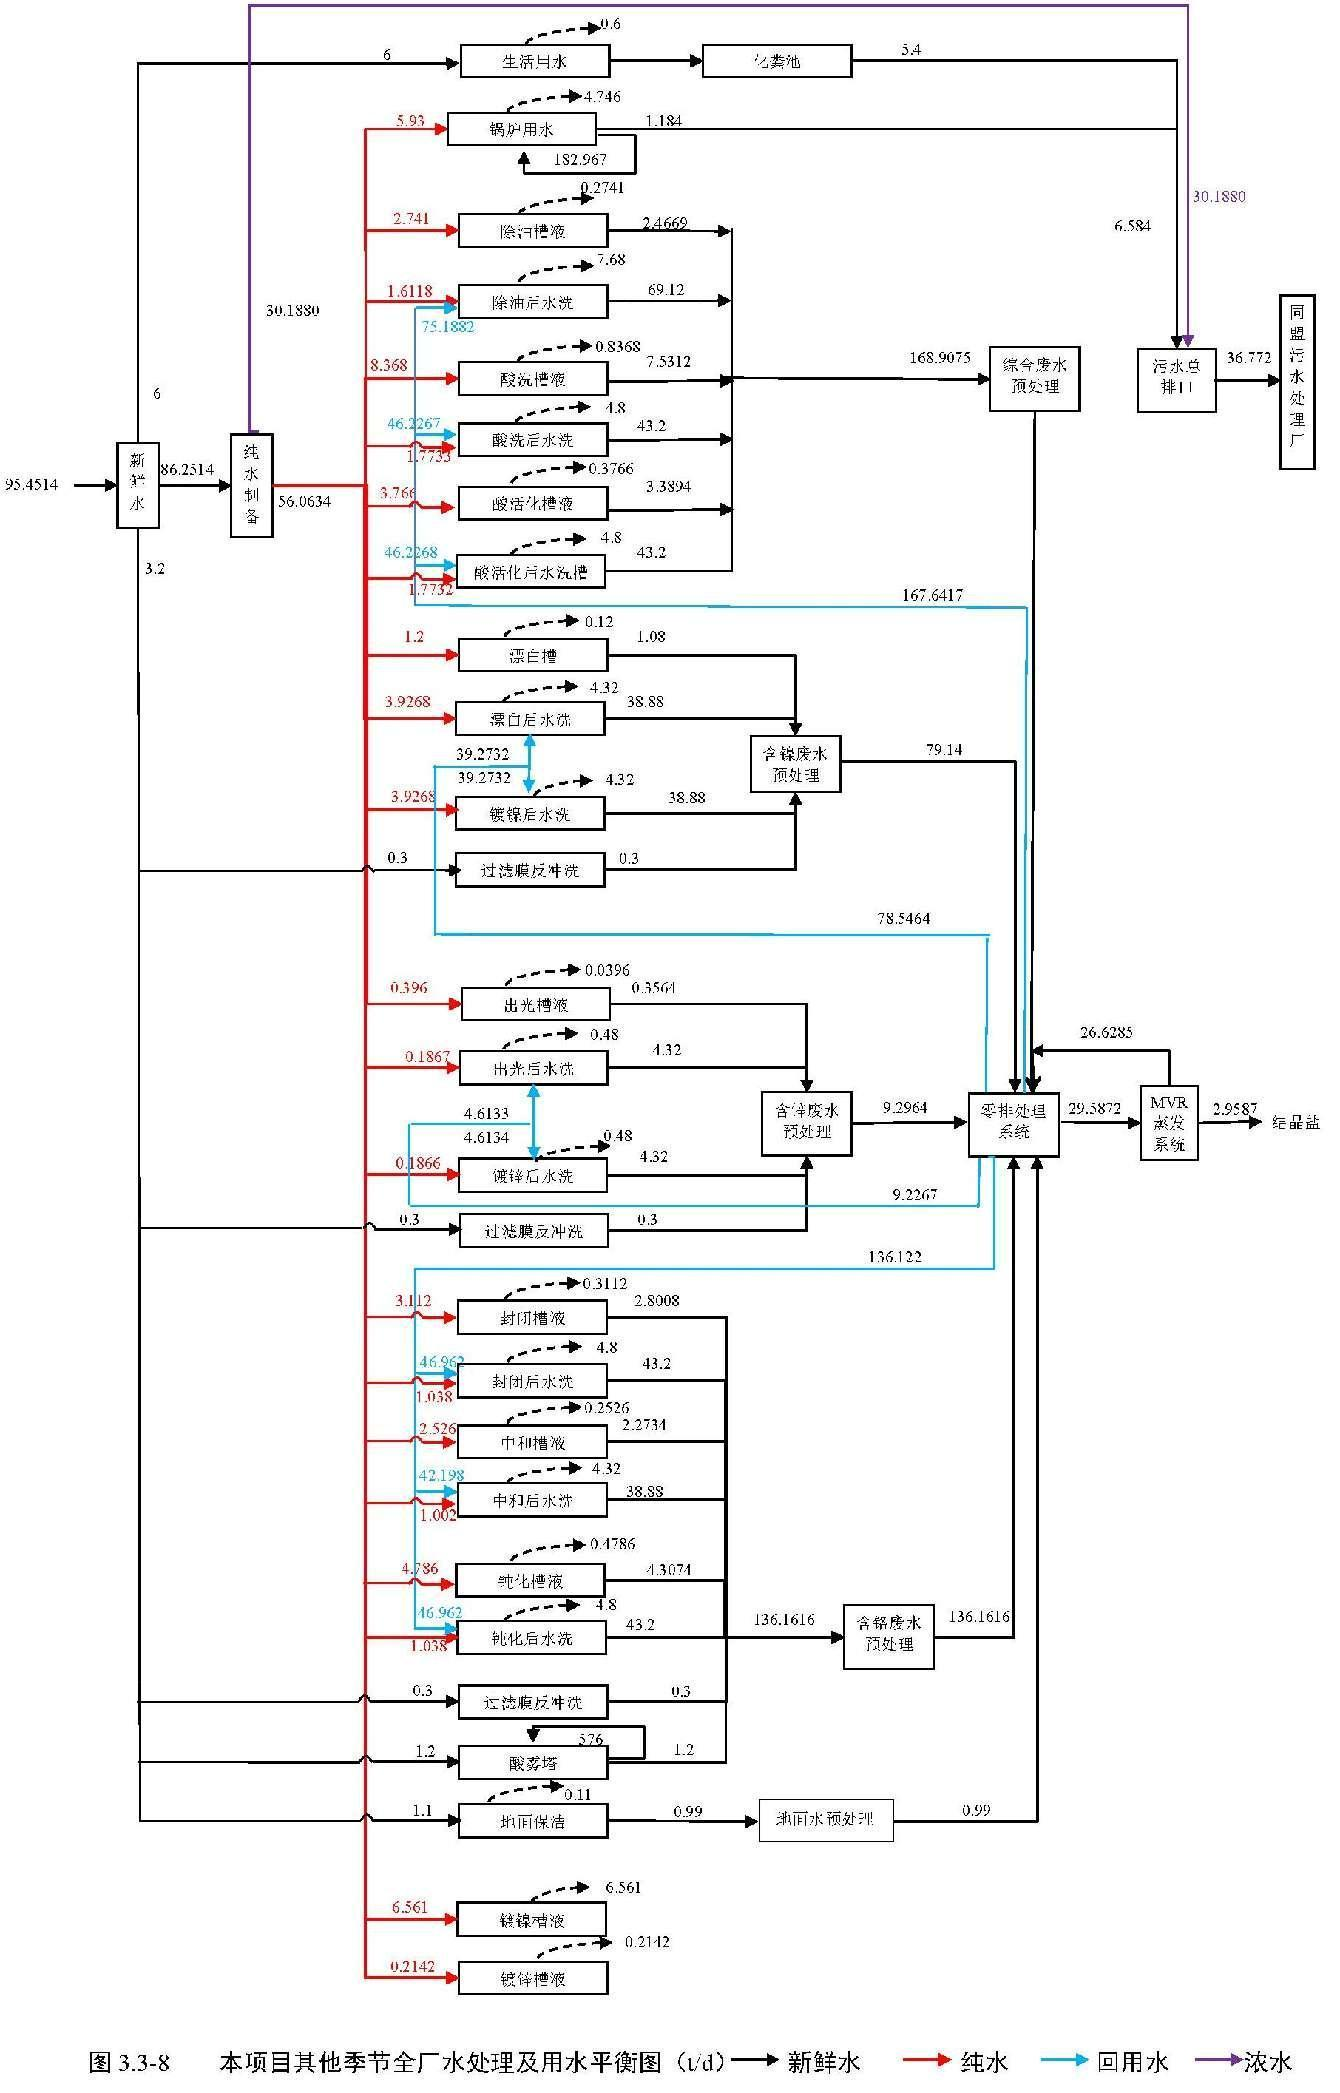 0.6
6
生活用水
化粪池
5.4
4.746
5.93
锅炉用水
1.184
182.967
0.2741
30.1880
2.741
除油槽液
2.4669
6.584
7.68
1.6118
除油后水洗
69.12
30.1880
75.1882
0.8368
8.368
酸洗槽液
7.5312
168.9075
综合废水
预处理
污水总
排口
36.772
同盟污水处理厂
6
4.8
46.2267
酸洗后水洗
43.2
1.7733
新鲜水
86.2514
纯水制备
95.4514
56.0634
0.3766
3.766
酸活化槽液
3.3894
4.8
46.2268
酸活化后水洗槽
43.2
1.7732
3.2
167.6417
0.12
1.2
漂白槽
1.08
4.32
3.9268
漂白后水洗
38.88
39.2732
39.2732
含镍废水
预处理
79.14
4.32
3.9268
镀镍后水洗
38.88
0.3
过滤膜反冲洗
0.3
78.5464
0.0396
0.396
出光槽液
0.3564
0.48
0.1867
出光后水洗
4.32
26.6285
4.6133
4.6134
含锌废水
预处理
9.2964
零排处理
系统
29.5872
MVR
蒸发
系统
2.9587
结晶盐
0.48
0.1866
镀锌后水洗
4.32
9.2267
0.3
过滤膜反冲洗
0.3
136.122
0.3112
3.112
封闭槽液
2.8008
4.8
46.962
封闭后水洗
43.2
1.038
0.2526
2.526
中和槽液
2.2734
4.32
42.198
中和后水洗
38.88
1.002
0.4786
4.786
钝化槽液
4.3074
4.8
46.962
钝化后水洗
43.2
1.038
136.1616
含铬废水
预处理
136.1616
0.3
过滤膜反冲洗
0.3
576
1.2
酸雾塔
1.2
0.11
1.1
地面保洁
0.99
地面水预处理
0.99
6.561
6.561
镀镍槽液
0.2142
0.2142
镀锌槽液
图 3.3-8 本项目其他季节全厂水处理及用水平衡图（t/d） 新鲜水 纯水 回用水 浓水